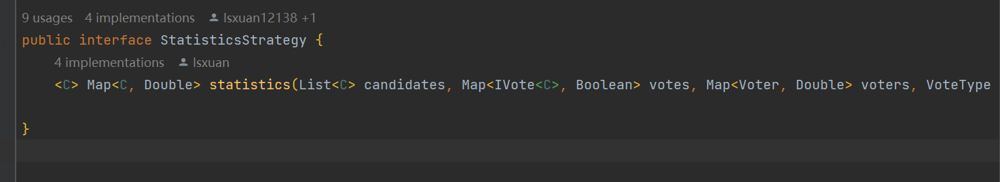 9 usages 4 implementations lsxuan12138 +1
public interface StatisticsStrategy {
4 implementations lsxuan
<C> Map<C, Double> statistics(List<C> candidates, Map<IVote<C>, Boolean> votes, Map<Voter, Double> voters, VoteType
}